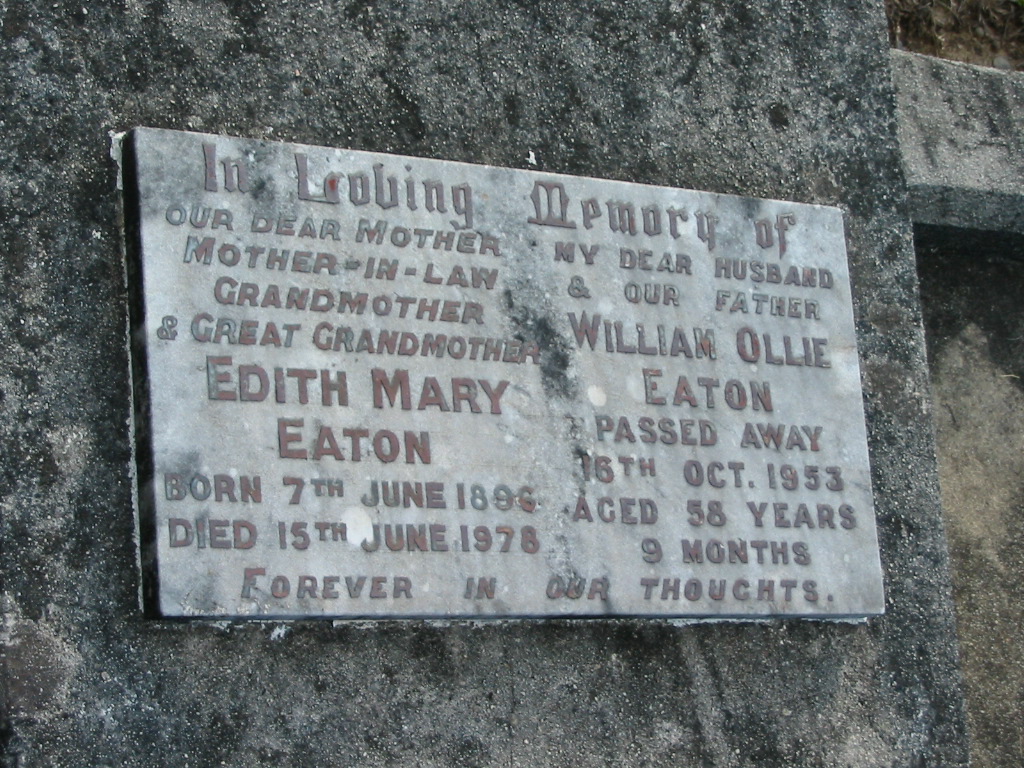 In Loving Memory of
OUR DEAR MOTHER
MOTHER-IN-LAW
GRANDMOTHER
& GREAT GRANDMOTHER
EDITH MARY
EATON
BORN 7TH JUNE 1896
DIED 15TH JUNE 1978
MY DEAR HUSBAND
& OUR FATHER
WILLIAM OLLIE
EATON
PASSED AWAY
16TH OCT. 1953
AGED 58 YEARS
9 MONTHS
FOREVER IN OUR THOUGHTS.